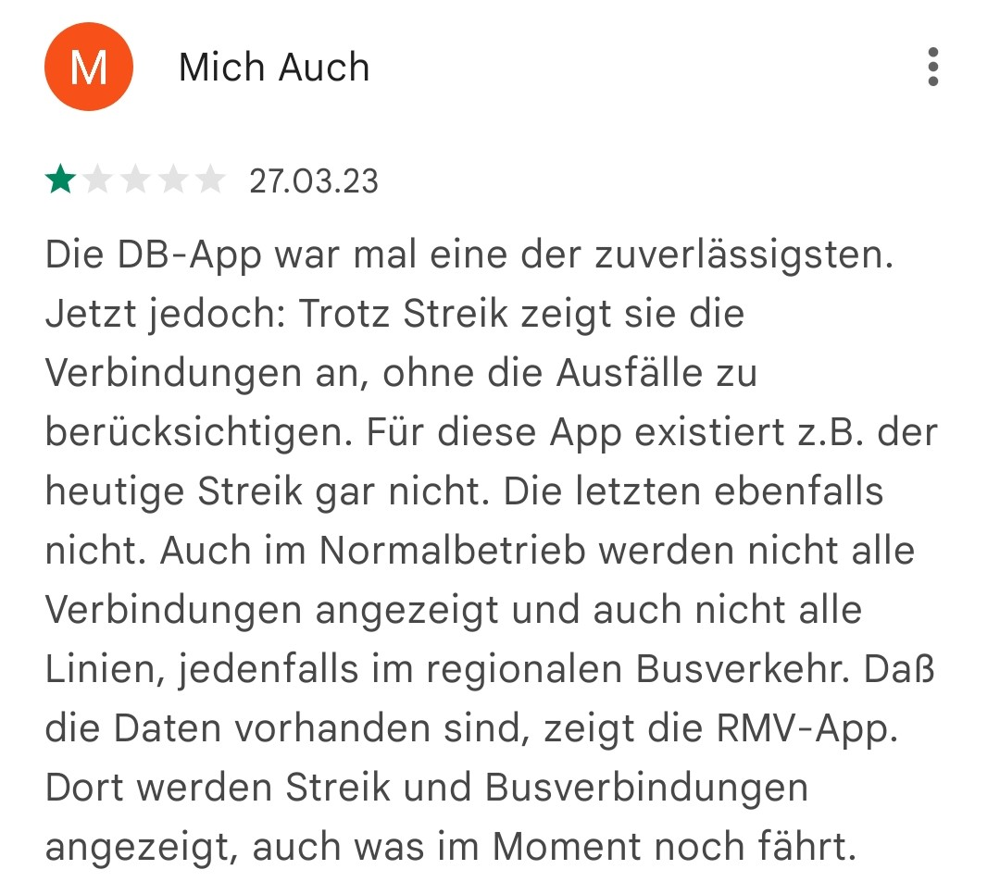 M
Mich Auch
27.03.23
Die DB-App war mal eine der zuverlässigsten.
Jetzt jedoch: Trotz Streik zeigt sie die
Verbindungen an, ohne die Ausfälle zu
berücksichtigen. Für diese App existiert z.B. der
heutige Streik gar nicht. Die letzten ebenfalls
nicht. Auch im Normalbetrieb werden nicht alle
Verbindungen angezeigt und auch nicht alle
Linien, jedenfalls im regionalen Busverkehr. Daß
die Daten vorhanden sind, zeigt die RMV-App.
Dort werden Streik und Busverbindungen
angezeigt, auch was im Moment noch fährt.